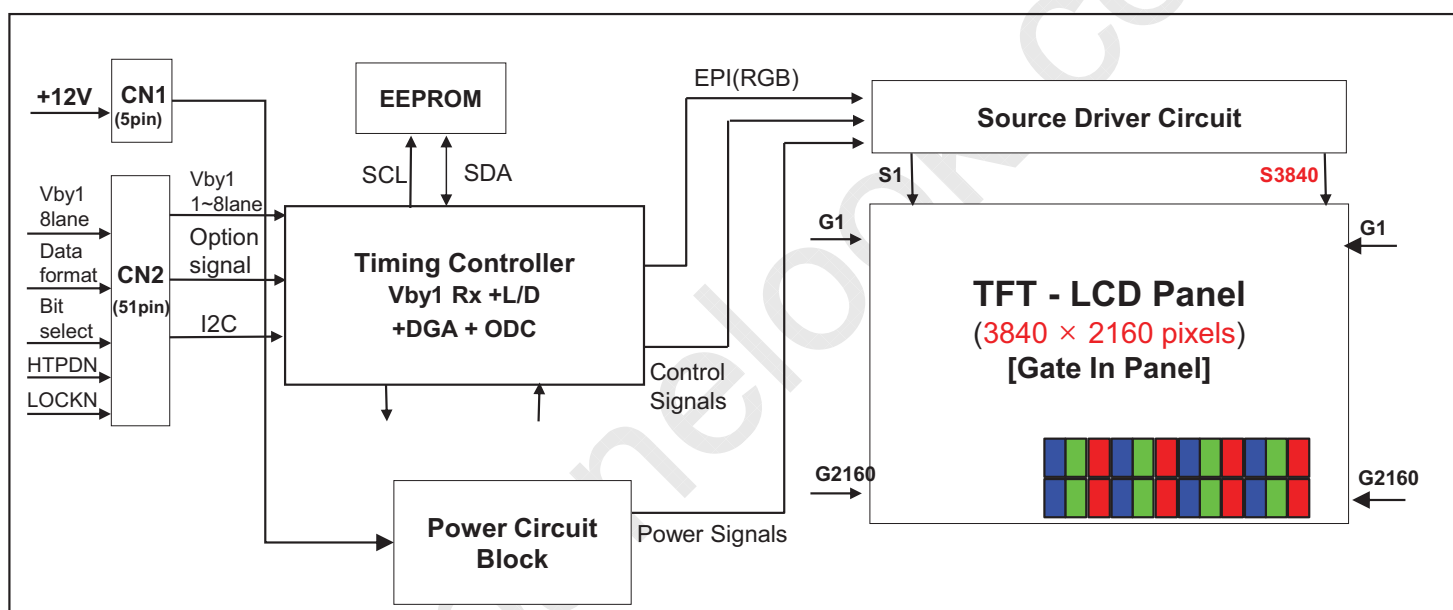 +12V
CN1
(5pin)
EEPROM
SCL
SDA
EPI(RGB)
Source Driver Circuit
S1
S3840
Vby1
8lane
Data
format
Bit
select
HTPDN
LOCKN
CN2
(51pin)
Vby1
1~8lane
Option
signal
I2C
Timing Controller
Vby1 Rx +L/D
+DGA + ODC
Control
Signals
G1
G1
TFT - LCD Panel
(3840 × 2160 pixels)
[Gate In Panel]
G2160
G2160
Power Circuit
Block
Power Signals